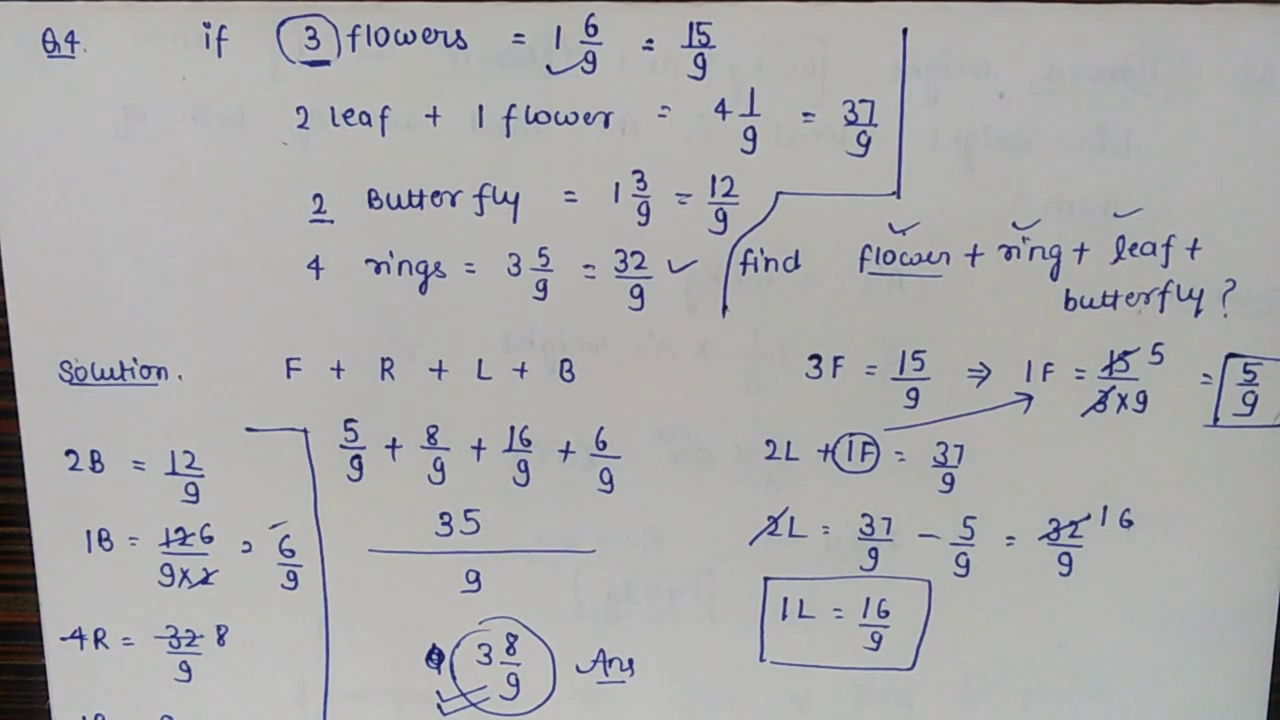 Q4. if 3 flowers = 1 6/9 = 15/9
2 leaf + 1 flower = 4 1/9 = 37/9
2 Butterfly = 1 3/9 = 12/9
4 rings = 3 5/9 = 32/9 ✓
find flower + ring + leaf +
butterfly?
Solution. F + R + L + B
5/9 + 8/9 + 16/9 + 6/9
35/9
3 8/9 Ans
2B = 12/9
1B = 12 6/9×2 = 6/9
4R = 32 8/9
3F = 15/9 ⇒ 1F = 15 5/3×9 = 5/9
2L + 1F = 37/9
2L = 37/9 - 5/9 = 32 16/9
1L = 16/9